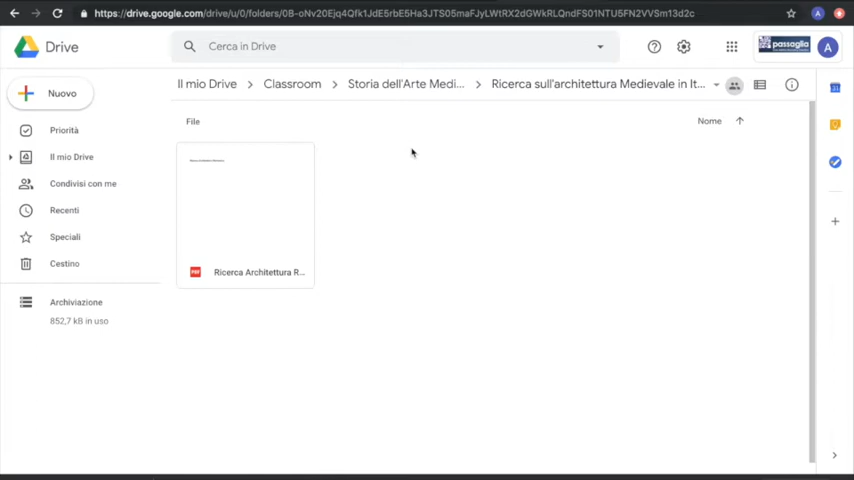 https://drive.google.com/drive/u/0/folders/0B-oNv20Ejq4Qfk1JdE5rbE5Ha3JTS05maFJyLWtRX2dGWkRLQndFS01NTU5FN2VVSm13d2c
Drive
Cerca in Drive
passaglia
A
Nuovo
Il mio Drive
Classroom
Storia dell'Arte Medi...
Ricerca sull'architettura Medievale in It...
File
Nome
Priorità
Il mio Drive
Condivisi con me
Recenti
Speciali
Cestino
Archiviazione
852,7 kB in uso
PDF
Ricerca Architettura R...